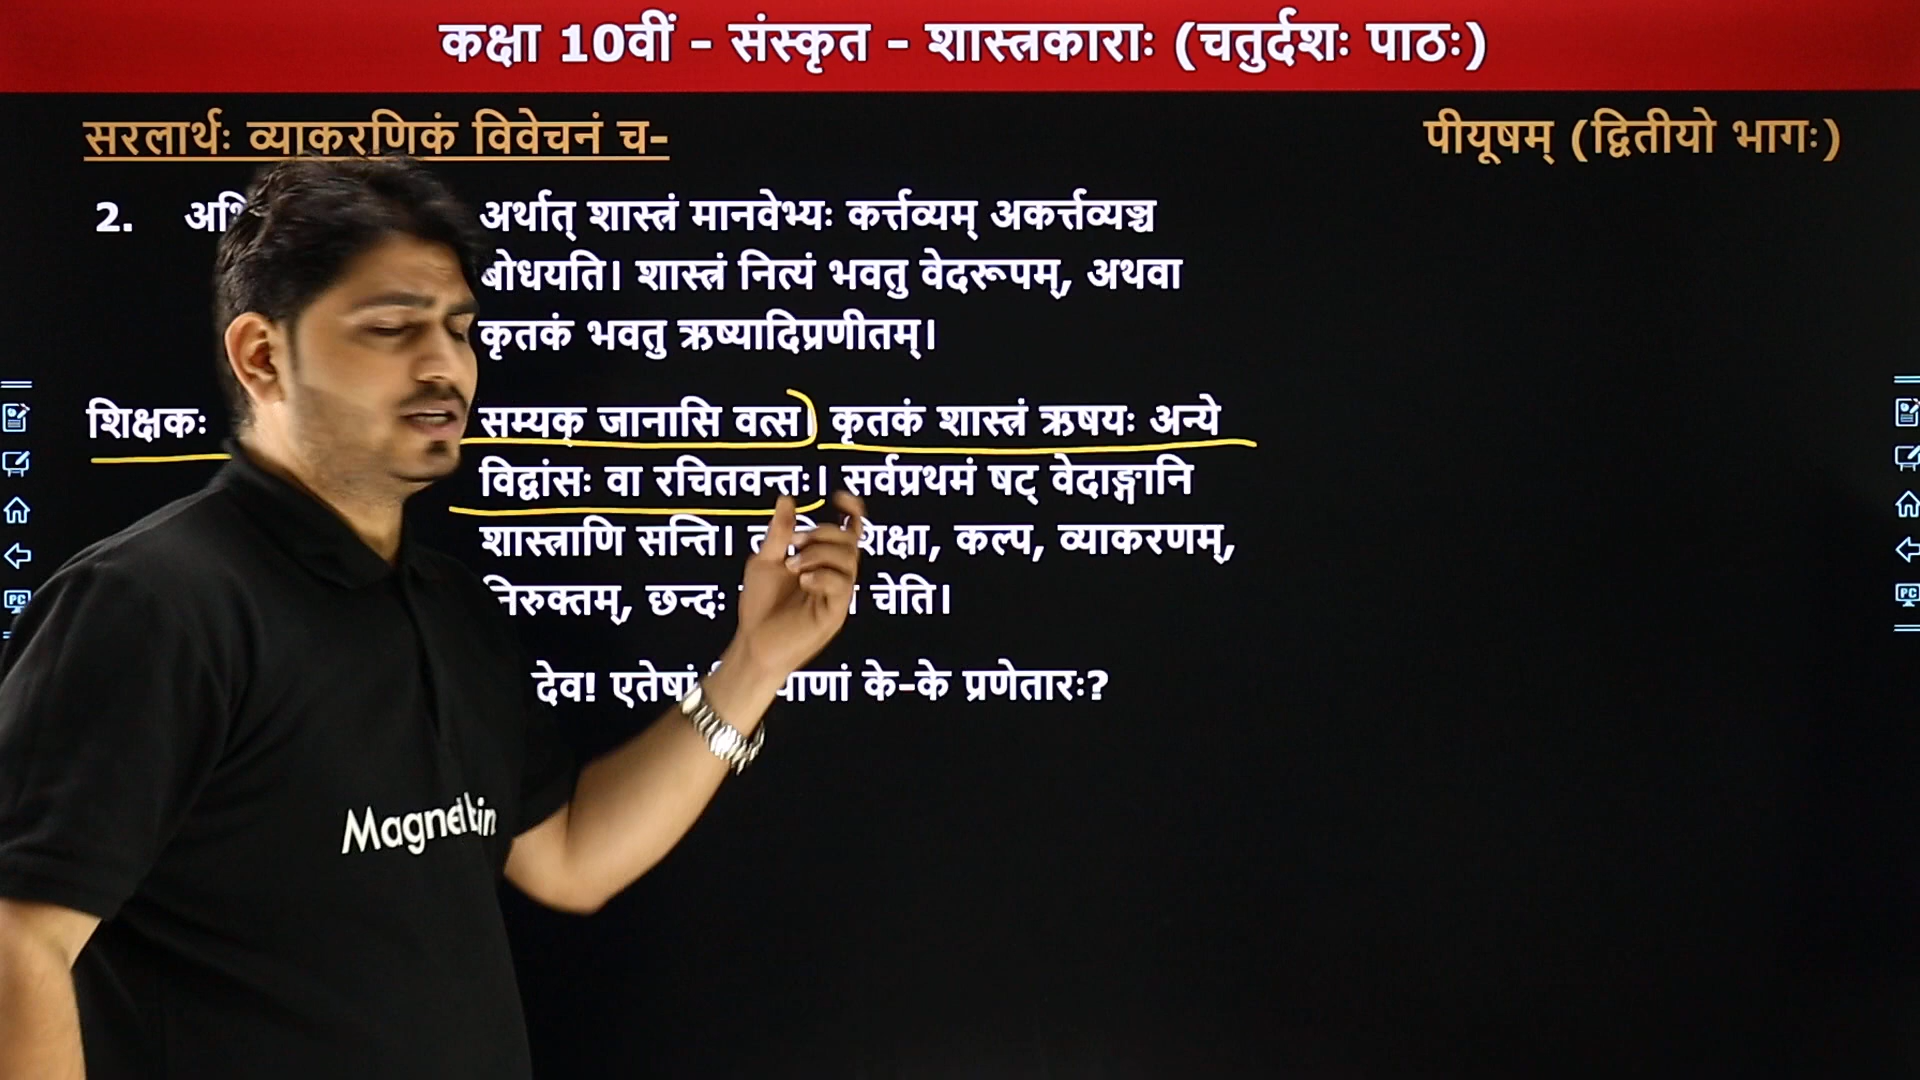 कक्षा 10वीं - संस्कृत - शास्त्रकाराः (चतुर्दशः पाठः)
सरलार्थः व्याकरणिकं विवेचनं च-
पीयूषम् (द्वितीयो भागः)
2. अर्थात् शास्त्रं मानवेभ्यः कर्त्तव्यम् अकर्त्तव्यञ्च
बोधयति। शास्त्रं नित्यं भवतु वेदरूपम्, अथवा
कृतकं भवतु ऋष्यादिप्रणीतम्।
शिक्षकः सम्यक् जानासि वत्स। कृतकं शास्त्रं ऋषयः अन्ये
विद्वांसः वा रचितवन्तः। सर्वप्रथमं षट् वेदाङ्गानि
शास्त्राणि सन्ति। शिक्षा, कल्प, व्याकरणम्,
निरुक्तम्, छन्दः चेति।
देव! एतेषां के-के प्रणेतारः?
PC
PC